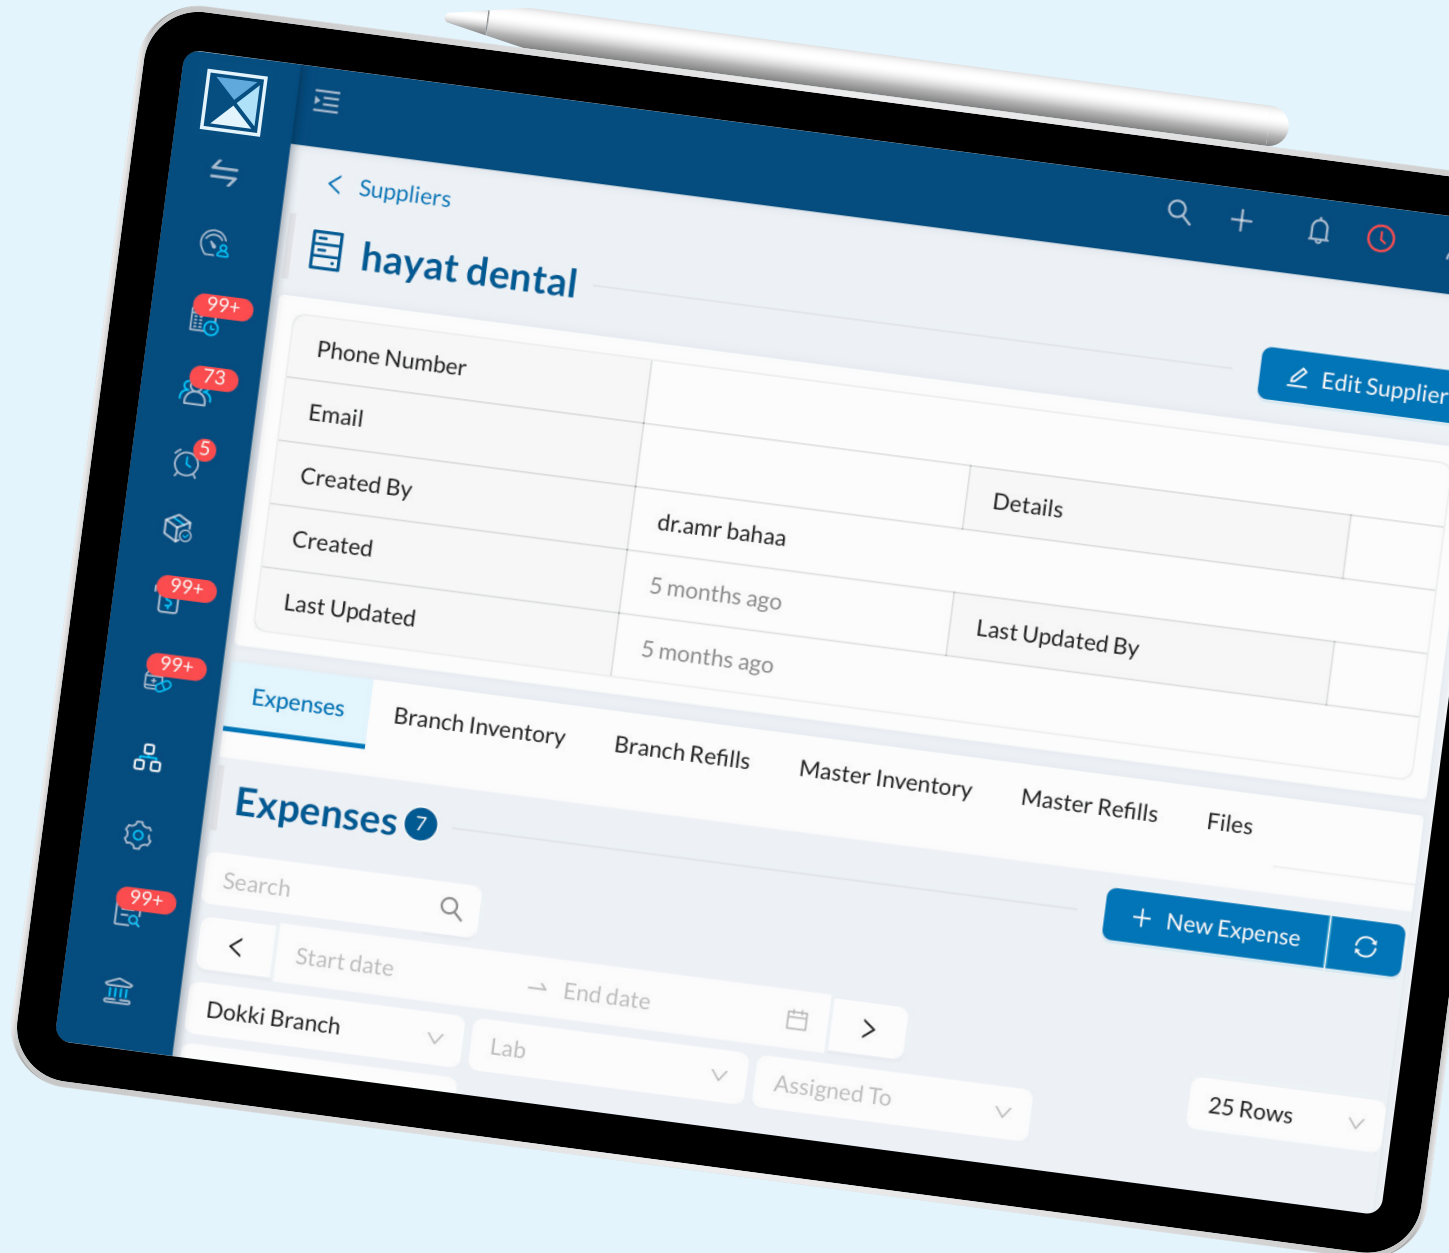 Suppliers
hayat dental
Edit Supplier
Phone Number
Email
Details
Created By
dr.amr bahaa
Created
5 months ago
Last Updated By
Last Updated
5 months ago
Expenses
Branch Inventory
Branch Refills
Master Inventory
Master Refills
Files
Expenses 7
New Expense
Search
Start date
End date
Dokki Branch
Lab
Assigned To
25 Rows
99+
73
5
99+
99+
99+